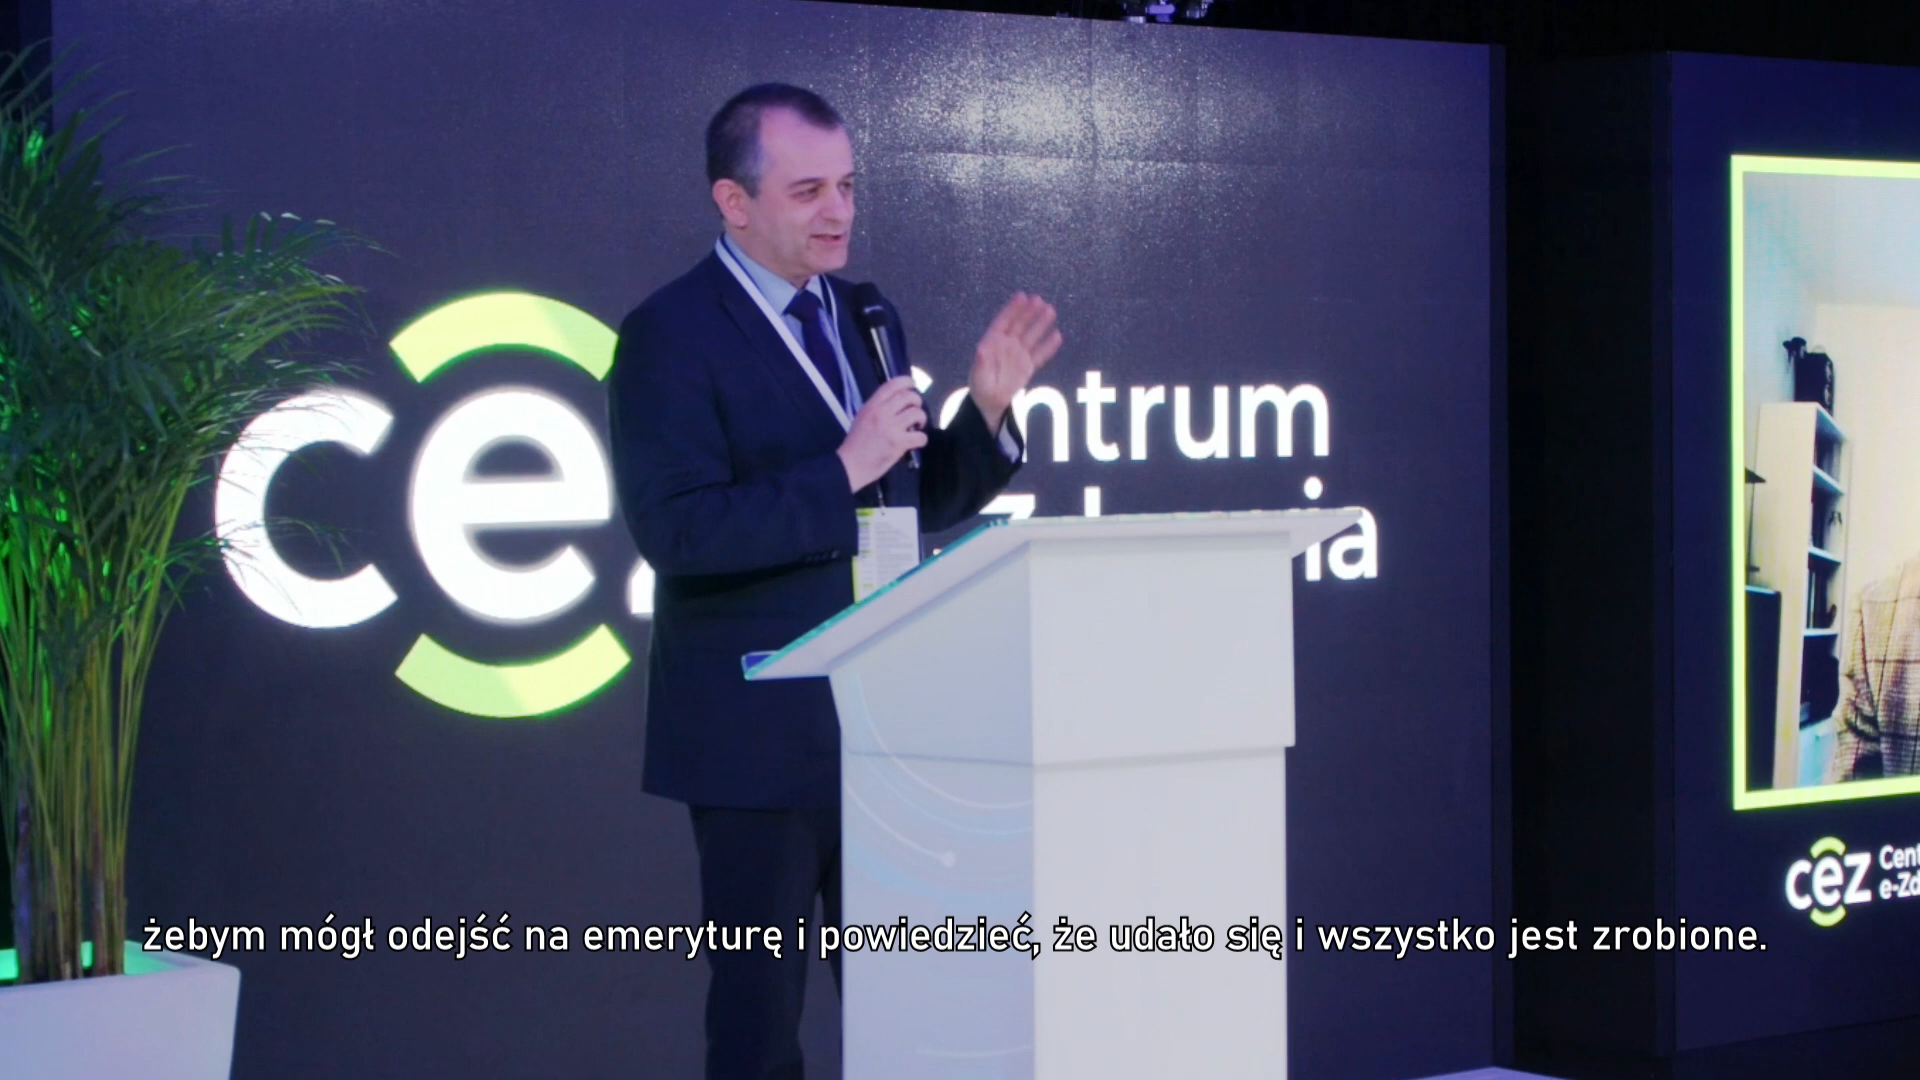 cez
Centrum
cez
żebym mógł odejść na emeryturę i powiedzieć, że udało się i wszystko jest zrobione.